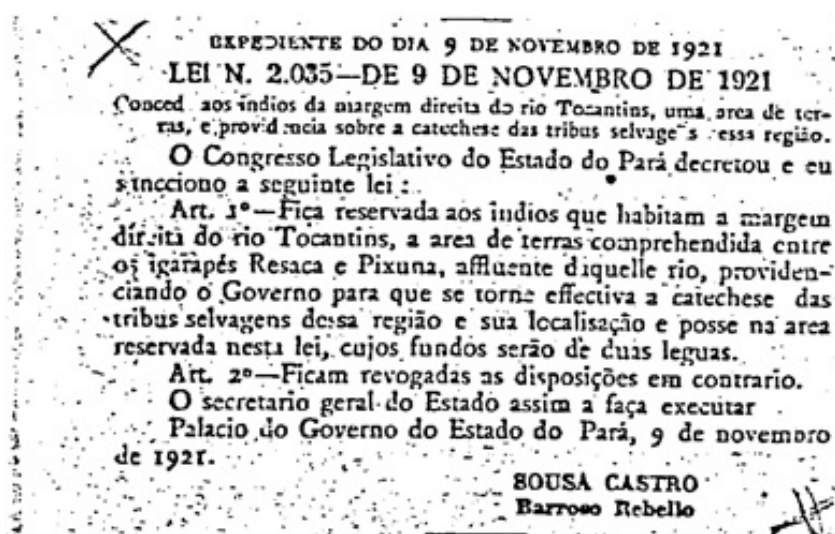 EXPEDIENTE DO DIA 9 DE NOVEMBRO DE 1921
LEI N. 2.035—DE 9 DE NOVEMBRO DE 1921
Conced aos indios da margem direita do rio Tocantins, uma area de ter-
ras, e provid ncia sobre a catechese das tribus selvage s essa região.
O Congresso Legislativo do Estado do Pará decretou e eu
sancciono a seguinte lei:
Art. 1º—Fica reservada aos indios que habitam a margem
direita do rio Tocantins, a area de terras comprehendida entre
os igarapés Resaca e Pixuna, affluente daquelle rio, providen-
ciando o Governo para que se torne effectiva a catechese das
tribus selvagens dessa região e sua localisação e posse na area
reservada nesta lei, cujos fundos serão de duas leguas.
Art. 2º—Ficam revogadas as disposições em contrario.
O secretario geral do Estado assim a faça executar
Palacio do Governo do Estado do Pará, 9 de novembro
de 1921.
SOUSA CASTRO
Barroso Rebello